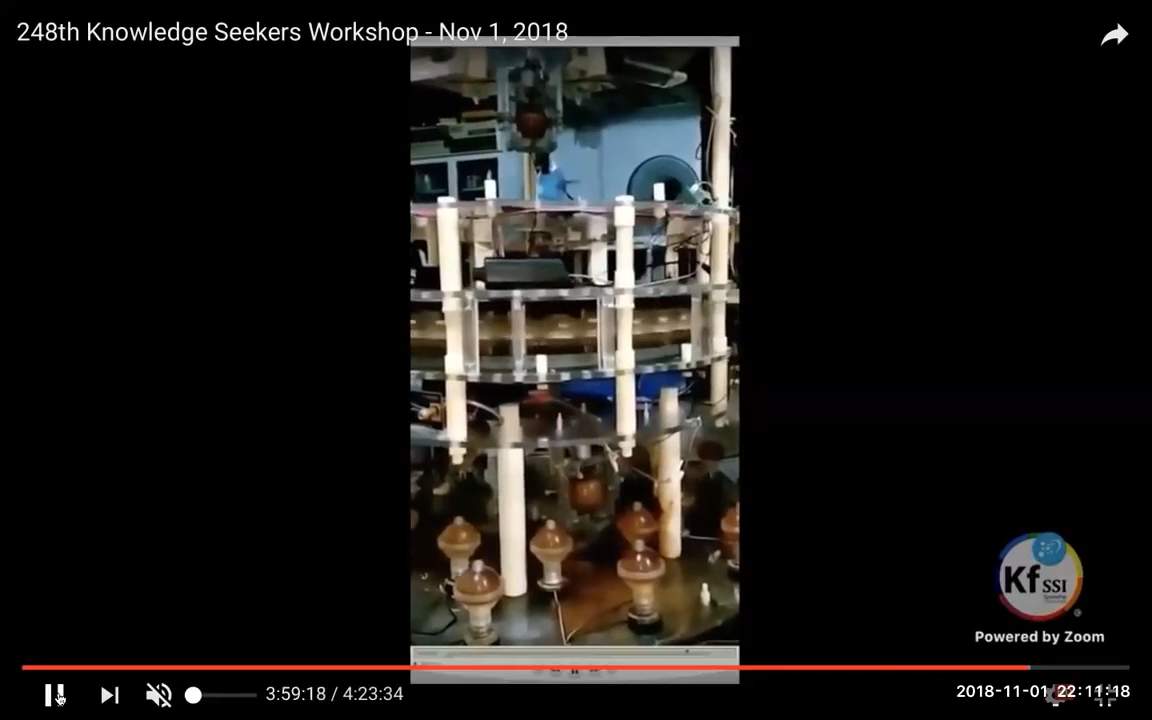 248th Knowledge Seekers Workshop - Nov 1, 2018
Kf SSI
Powered by Zoom
3:59:18 / 4:23:34
2018-11-01 22:11:18